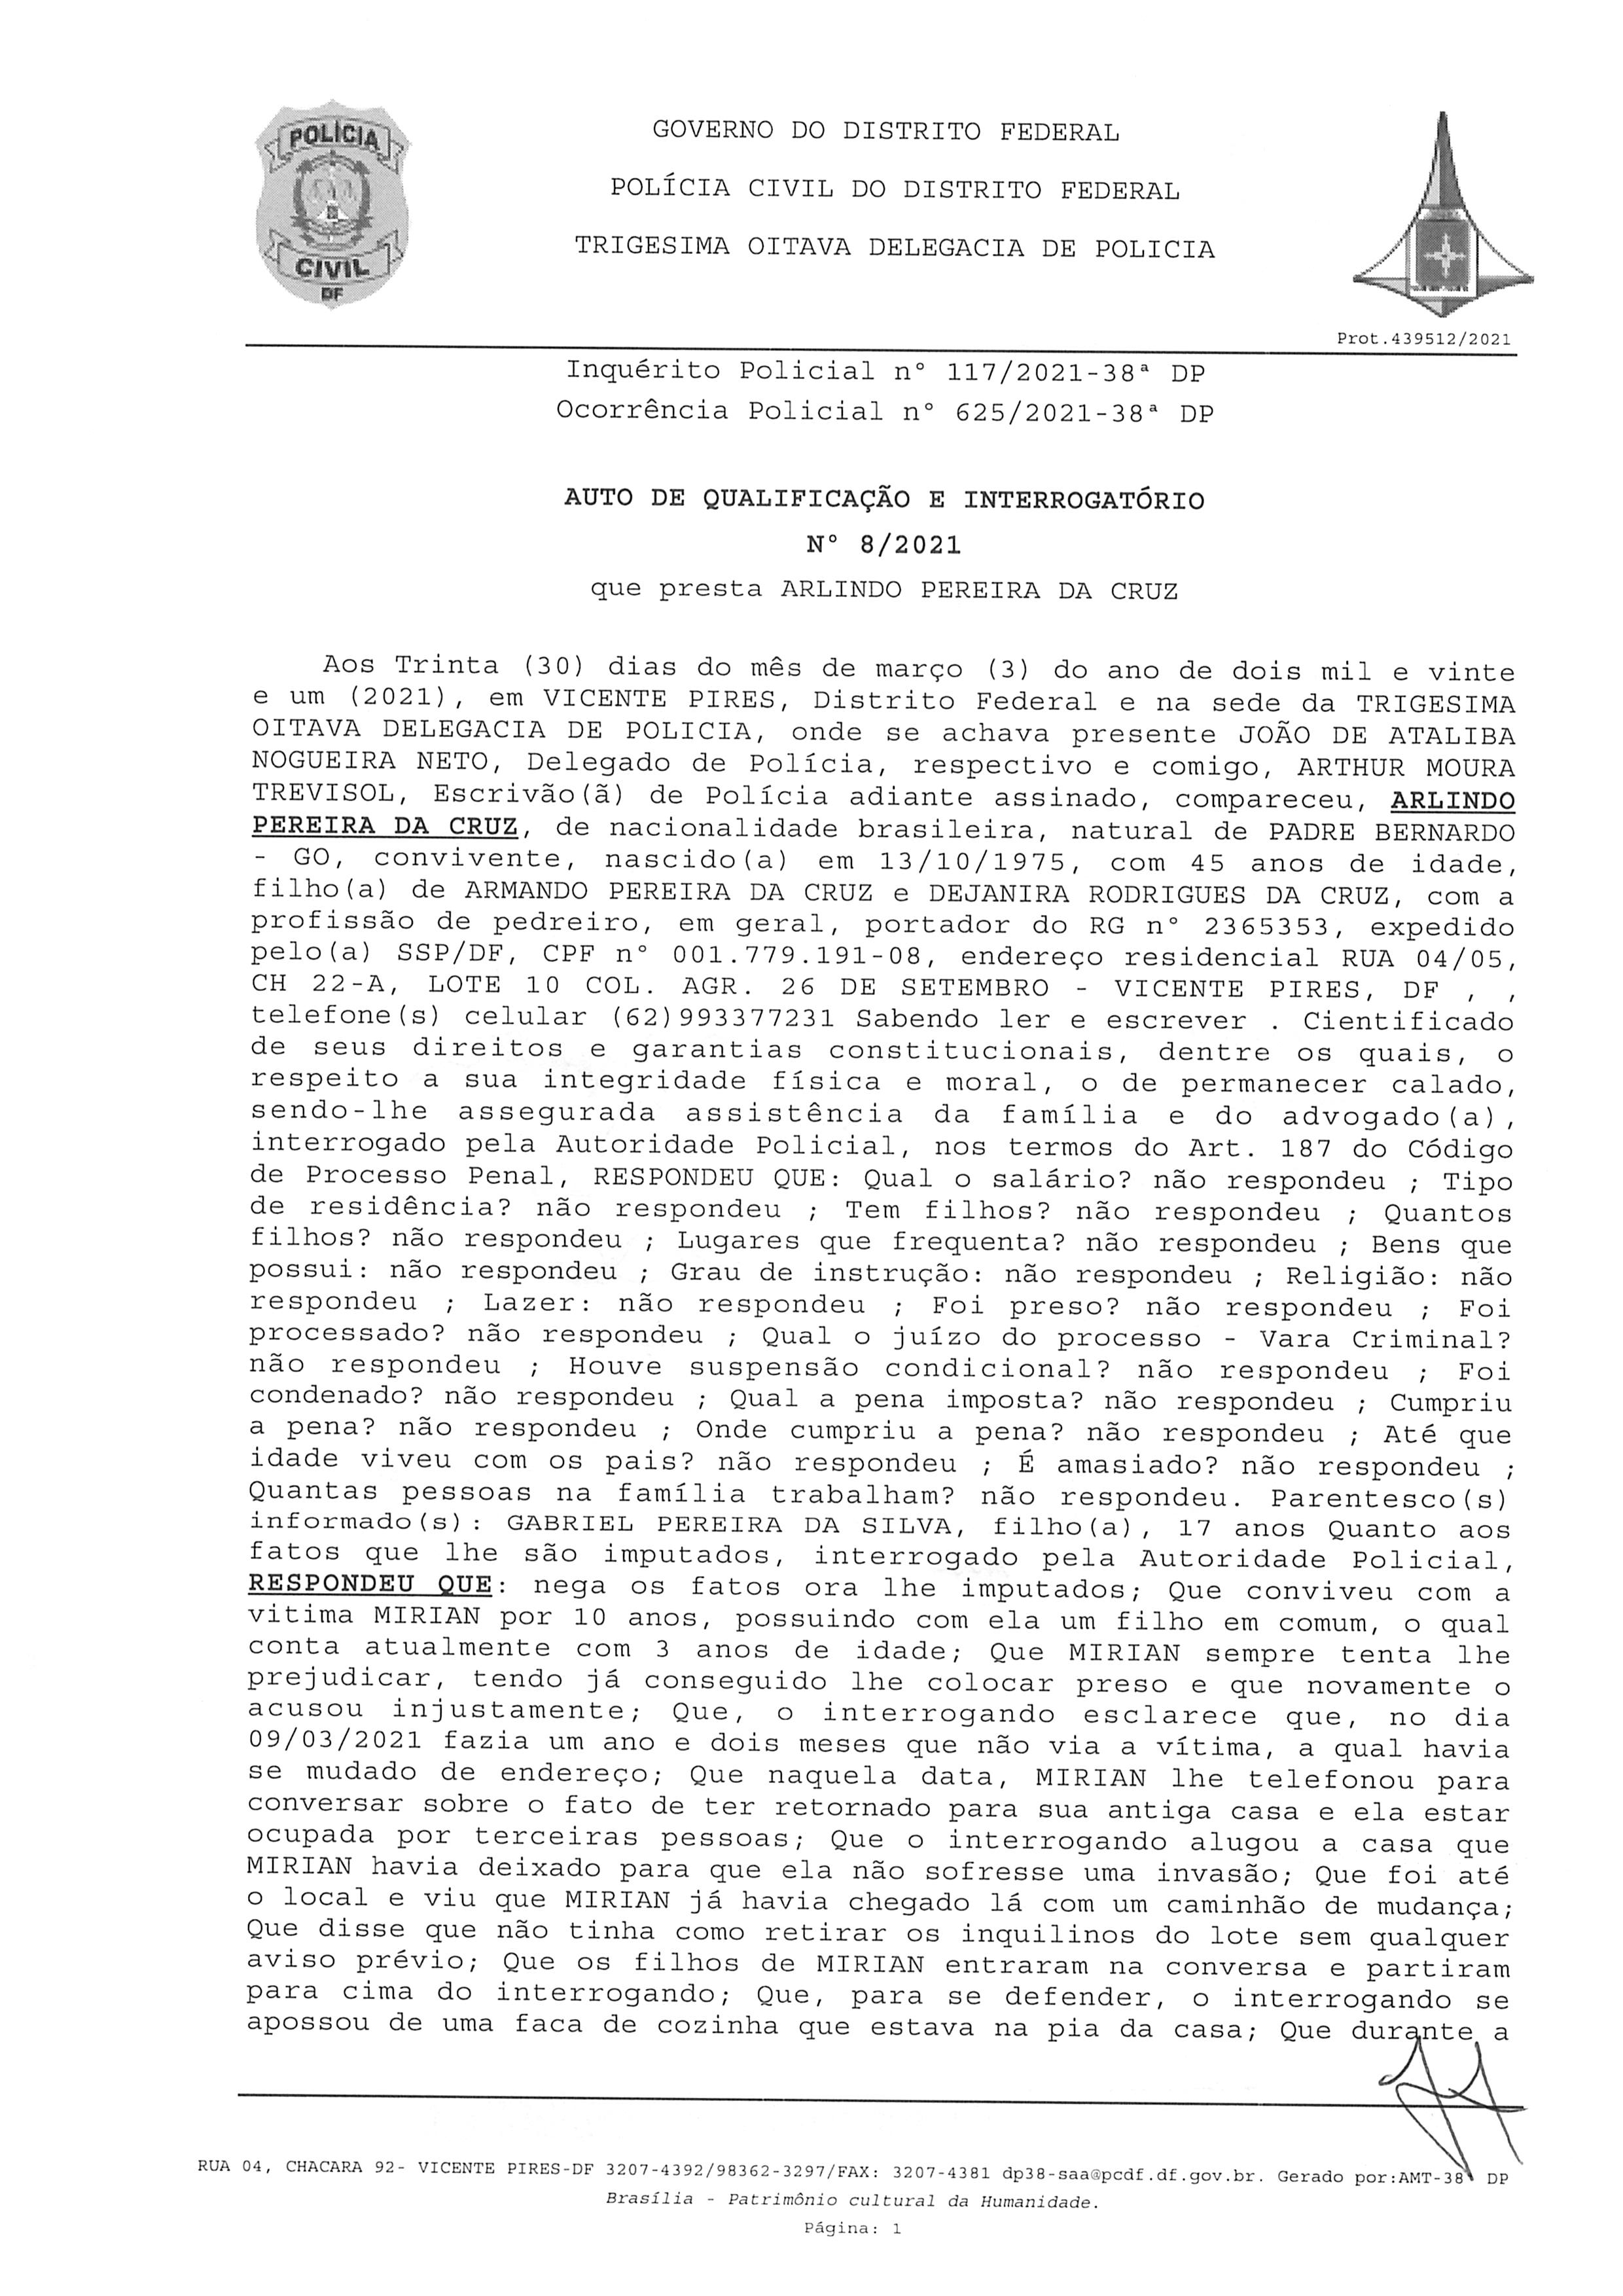 POLÍCIA
CIVIL
DF
GOVERNO DO DISTRITO FEDERAL
POLÍCIA CIVIL DO DISTRITO FEDERAL
TRIGESIMA OITAVA DELEGACIA DE POLICIA
Prot.439512/2021
Inquérito Policial n° 117/2021-38ª DP
Ocorrência Policial n° 625/2021-38ª DP
AUTO DE QUALIFICAÇÃO E INTERROGATÓRIO
N° 8/2021
que presta ARLINDO PEREIRA DA CRUZ
Aos Trinta (30) dias do mês de março (3) do ano de dois mil e vinte
e um (2021), em VICENTE PIRES, Distrito Federal e na sede da TRIGESIMA
OITAVA DELEGACIA DE POLICIA, onde se achava presente JOÃO DE ATALIBA
NOGUEIRA NETO, Delegado de Polícia, respectivo e comigo, ARTHUR MOURA
TREVISOL, Escrivão(ã) de Polícia adiante assinado, compareceu, ARLINDO
PEREIRA DA CRUZ, de nacionalidade brasileira, natural de PADRE BERNARDO
- GO, convivente, nascido(a) em 13/10/1975, com 45 anos de idade,
filho(a) de ARMANDO PEREIRA DA CRUZ e DEJANIRA RODRIGUES DA CRUZ, com a
profissão de pedreiro, em geral, portador do RG n° 2365353, expedido
pelo(a) SSP/DF, CPF n° 001.779.191-08, endereço residencial RUA 04/05,
CH 22-A, LOTE 10 COL. AGR. 26 DE SETEMBRO - VICENTE PIRES, DF , ,
telefone(s) celular (62)993377231 Sabendo ler e escrever . Cientificado
de seus direitos e garantias constitucionais, dentre os quais, o
respeito a sua integridade física e moral, o de permanecer calado,
sendo-lhe assegurada assistência da família e do advogado(a),
interrogado pela Autoridade Policial, nos termos do Art. 187 do Código
de Processo Penal, RESPONDEU QUE: Qual o salário? não respondeu ; Tipo
de residência? não respondeu ; Tem filhos? não respondeu ; Quantos
filhos? não respondeu ; Lugares que frequenta? não respondeu ; Bens que
possui: não respondeu ; Grau de instrução: não respondeu ; Religião: não
respondeu ; Lazer: não respondeu ; Foi preso? não respondeu ; Foi
processado? não respondeu ; Qual o juízo do processo - Vara Criminal?
não respondeu ; Houve suspensão condicional? não respondeu ; Foi
condenado? não respondeu ; Qual a pena imposta? não respondeu ; Cumpriu
a pena? não respondeu ; Onde cumpriu a pena? não respondeu ; Até que
idade viveu com os pais? não respondeu ; É amasiado? não respondeu ;
Quantas pessoas na família trabalham? não respondeu. Parentesco(s)
informado(s): GABRIEL PEREIRA DA SILVA, filho(a), 17 anos Quanto aos
fatos que lhe são imputados, interrogado pela Autoridade Policial,
RESPONDEU QUE: nega os fatos ora lhe imputados; Que conviveu com a
vitima MIRIAN por 10 anos, possuindo com ela um filho em comum, o qual
conta atualmente com 3 anos de idade; Que MIRIAN sempre tenta lhe
prejudicar, tendo já conseguido lhe colocar preso e que novamente o
acusou injustamente; Que, o interrogando esclarece que, no dia
09/03/2021 fazia um ano e dois meses que não via a vítima, a qual havia
se mudado de endereço; Que naquela data, MIRIAN lhe telefonou para
conversar sobre o fato de ter retornado para sua antiga casa e ela estar
ocupada por terceiras pessoas; Que o interrogando alugou a casa que
MIRIAN havia deixado para que ela não sofresse uma invasão; Que foi até
o local e viu que MIRIAN já havia chegado lá com um caminhão de mudança;
Que disse que não tinha como retirar os inquilinos do lote sem qualquer
aviso prévio; Que os filhos de MIRIAN entraram na conversa e partiram
para cima do interrogando; Que, para se defender, o interrogando se
apossou de uma faca de cozinha que estava na pia da casa; Que durante a
RUA 04, CHACARA 92- VICENTE PIRES-DF 3207-4392/98362-3297/FAX: 3207-4381 dp38-saa@pcdf.df.gov.br. Gerado por:AMT-38ª DP
Brasília - Patrimônio cultural da Humanidade.
Página: 1